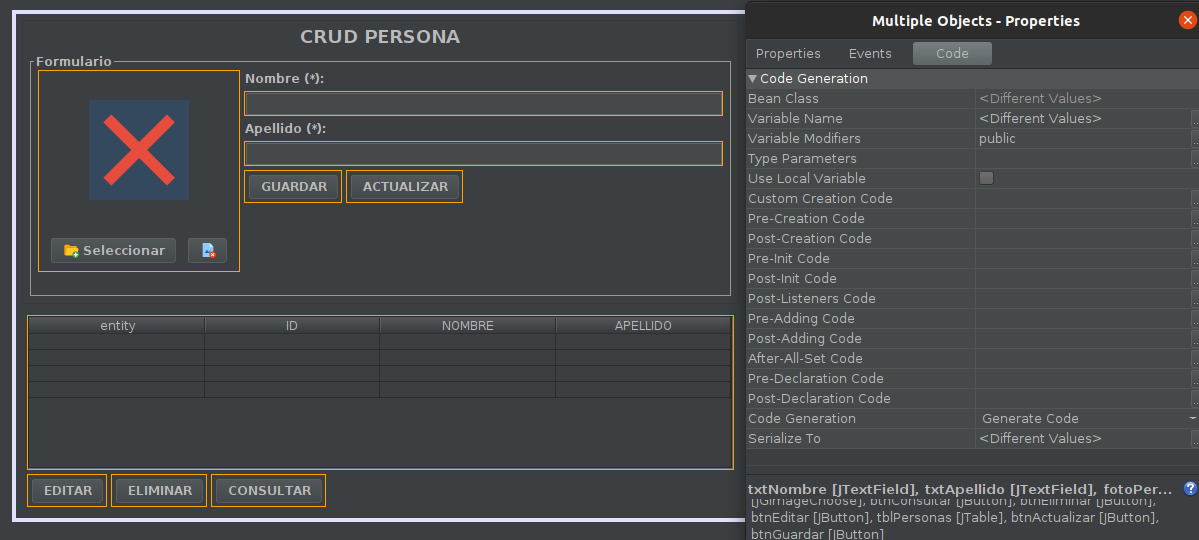 CRUD PERSONA
Formulario
Nombre (*):
Apellido (*):
GUARDAR ACTUALIZAR
Seleccionar
entity ID NOMBRE APELLIDO
EDITAR ELIMINAR CONSULTAR
Multiple Objects - Properties
Properties Events Code
Code Generation
Bean Class <Different Values>
Variable Name <Different Values>
Variable Modifiers public
Type Parameters
Use Local Variable
Custom Creation Code
Pre-Creation Code
Post-Creation Code
Pre-Init Code
Post-Init Code
Post-Listeners Code
Pre-Adding Code
Post-Adding Code
After-All-Set Code
Pre-Declaration Code
Post-Declaration Code
Code Generation Generate Code
Serialize To <Different Values>
txtNombre [JTextField], txtApellido [JTextField], fotoPer...
[JGImageChoose], btnConsultar [JButton], btnEliminar [JButton],
btnEditar [JButton], tblPersonas [JTable], btnActualizar [JButton],
btnGuardar [JButton]